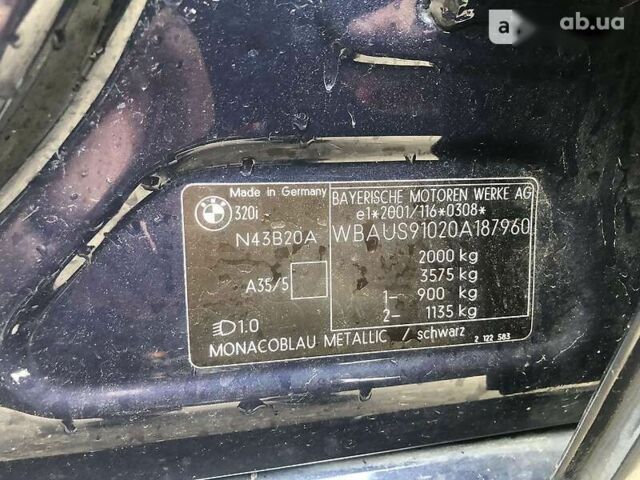 a ab.ua
Made in Germany
BMW 320i
N43B20A
A35/5
1.0
BAYERISCHE MOTOREN WERKE AG
e1*2001/116*0308*
WBAUS91020A187960
2000 kg
3575 kg
1- 900 kg
2- 1135 kg
MONACOBLAU METALLIC / schwarz 2 122 583